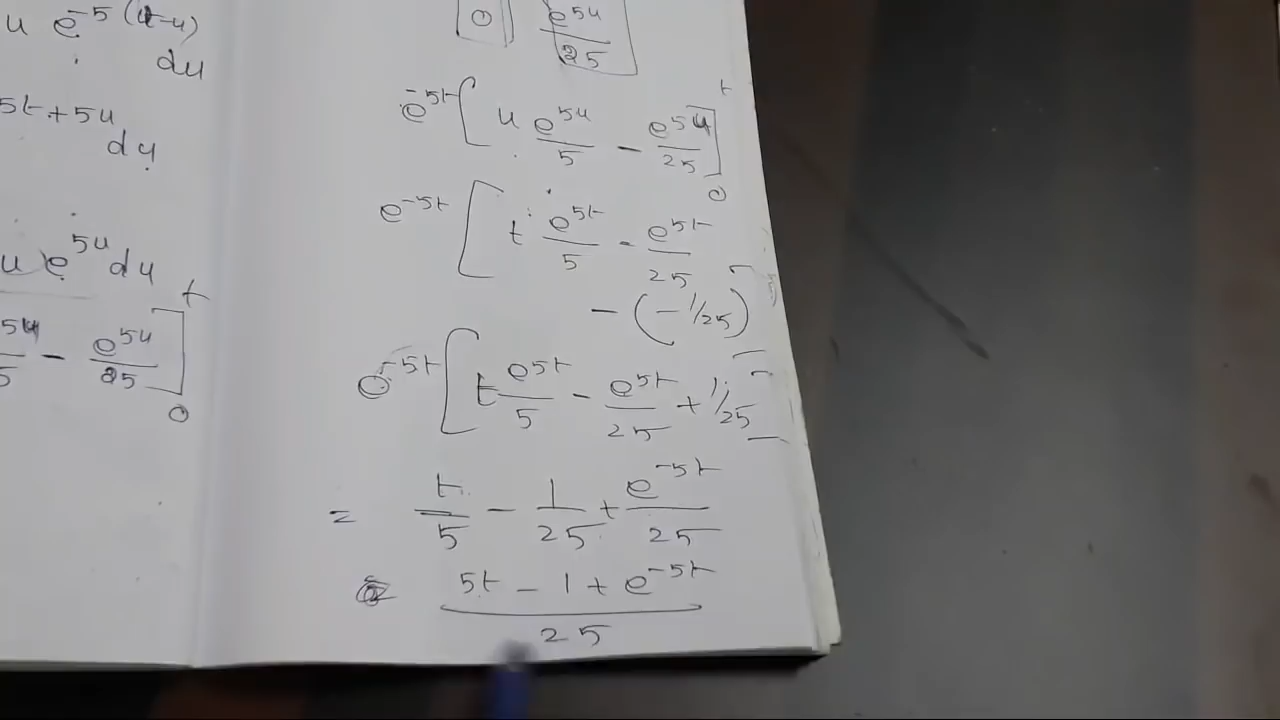 u e^-5(t-u)
du
5t+5u
du
u)e^5u du
5u/5 - e^5u/25]_0^t
0 e^5u/25
e^-5t [u e^5u/5 - e^5u/25]_0^t
e^-5t [t e^5t/5 - e^5t/25
- (-1/25)]
e^-5t [t e^5t/5 - e^5t/25 + 1/25]
= t/5 - 1/25 + e^-5t/25
5t - 1 + e^-5t
25